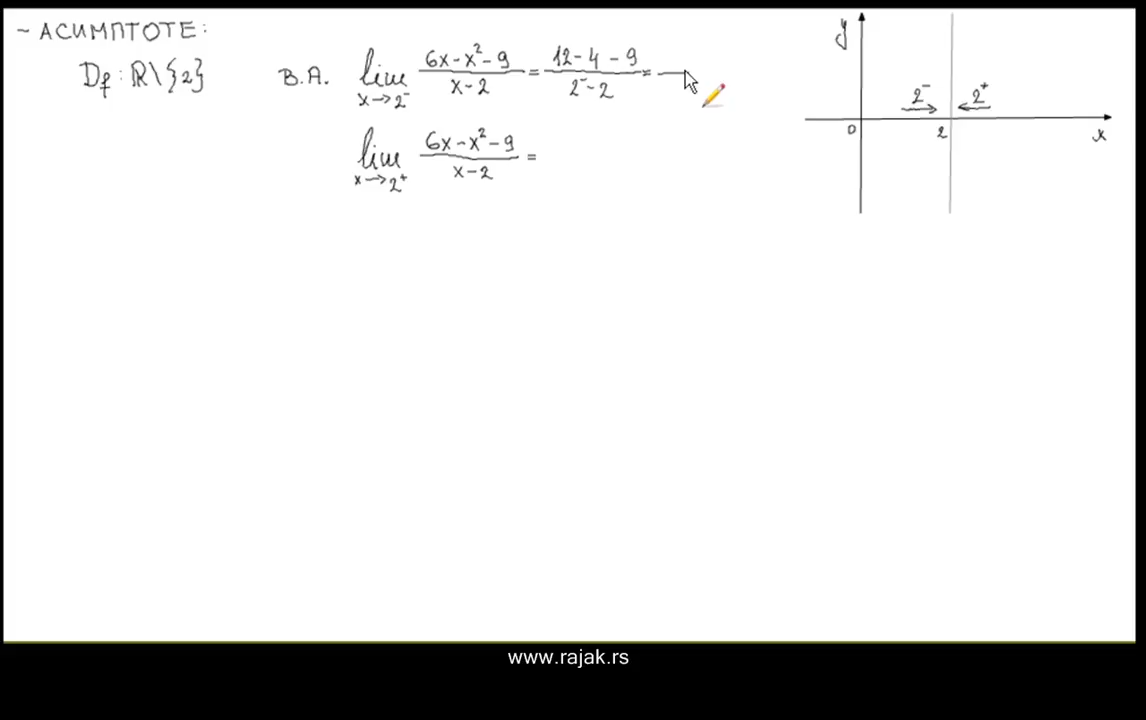 ~ АСИМПТОТЕ:
Df : ℝ \ {2}
В.А. lim x→2⁻ (6x - x² - 9)/(x - 2) = (12 - 4 - 9)/(2⁻ - 2) =
lim x→2⁺ (6x - x² - 9)/(x - 2) =
y
2⁻ 2⁺
0 2 x
www.rajak.rs